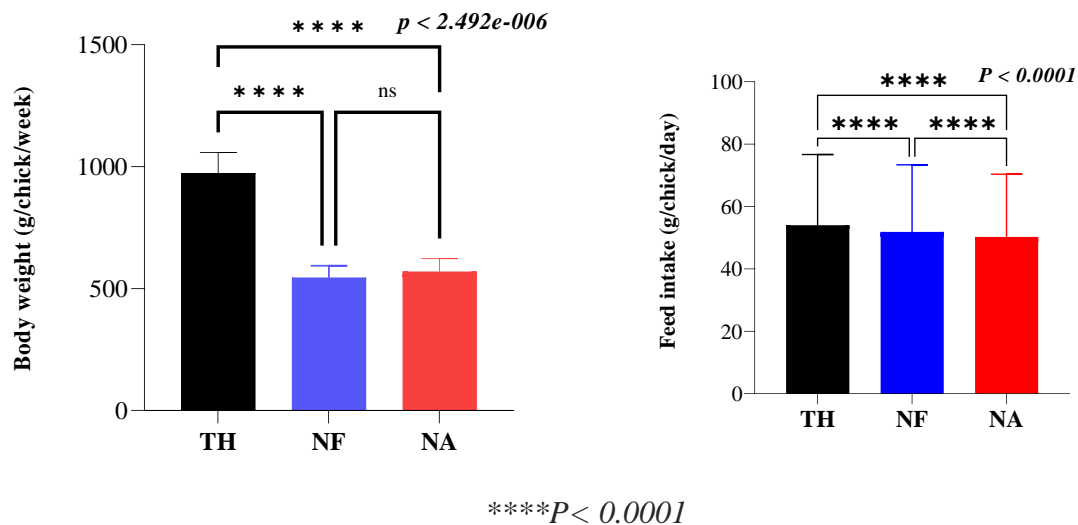 **** p < 2.492e-006
**** ns
Body weight (g/chick/week)
1500
1000
500
0
TH NF NA
**** P < 0.0001
**** ****
Feed intake (g/chick/day)
100
80
60
40
20
0
TH NF NA
****P< 0.0001